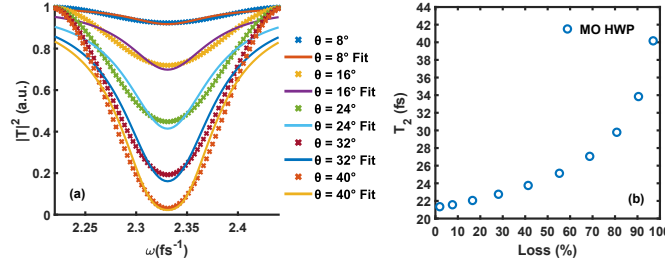 1
0.8
0.6
0.4
0.2
0
|T|² (a.u.)
2.25
2.3
2.35
2.4
ω(fs⁻¹)
(a)
θ = 8°
θ = 8° Fit
θ = 16°
θ = 16° Fit
θ = 24°
θ = 24° Fit
θ = 32°
θ = 32° Fit
θ = 40°
θ = 40° Fit
44
42
40
38
36
34
32
30
28
26
24
22
20
T₂ (fs)
MO HWP
(b)
0 10 20 30 40 50 60 70 80 90 100
Loss (%)